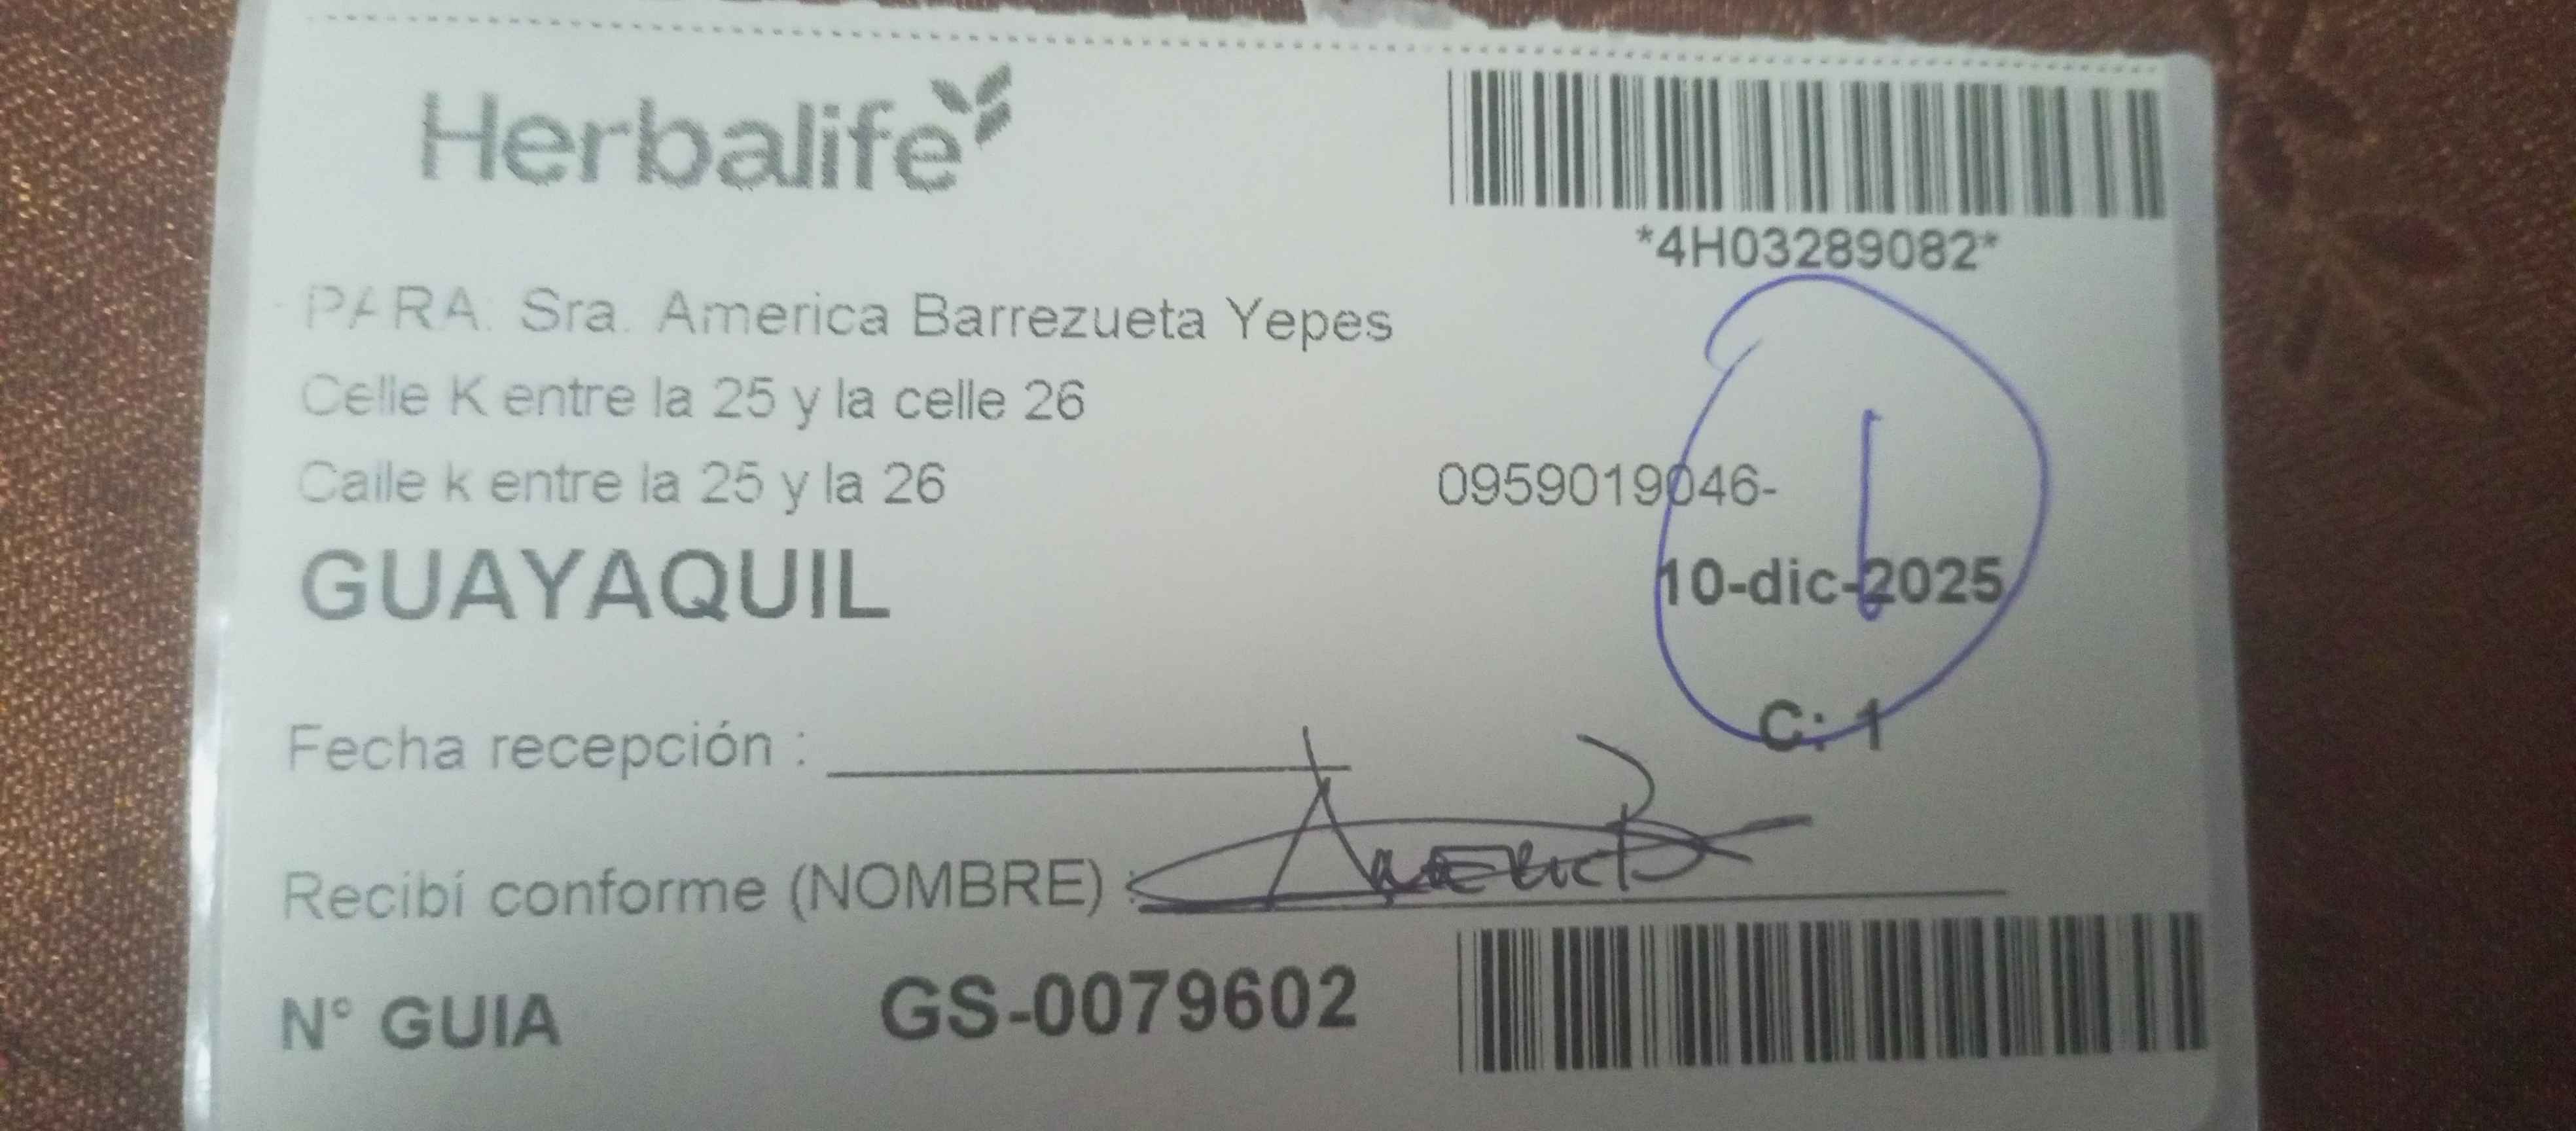 Herbalife
*4H03289082*
PARA: Sra. America Barrezueta Yepes
Celle K entre la 25 y la celle 26
Calle k entre la 25 y la 26 0959019046-
GUAYAQUIL 10-dic-2025
C: 1
Fecha recepción :
Recibí conforme (NOMBRE) :
N° GUIA GS-0079602